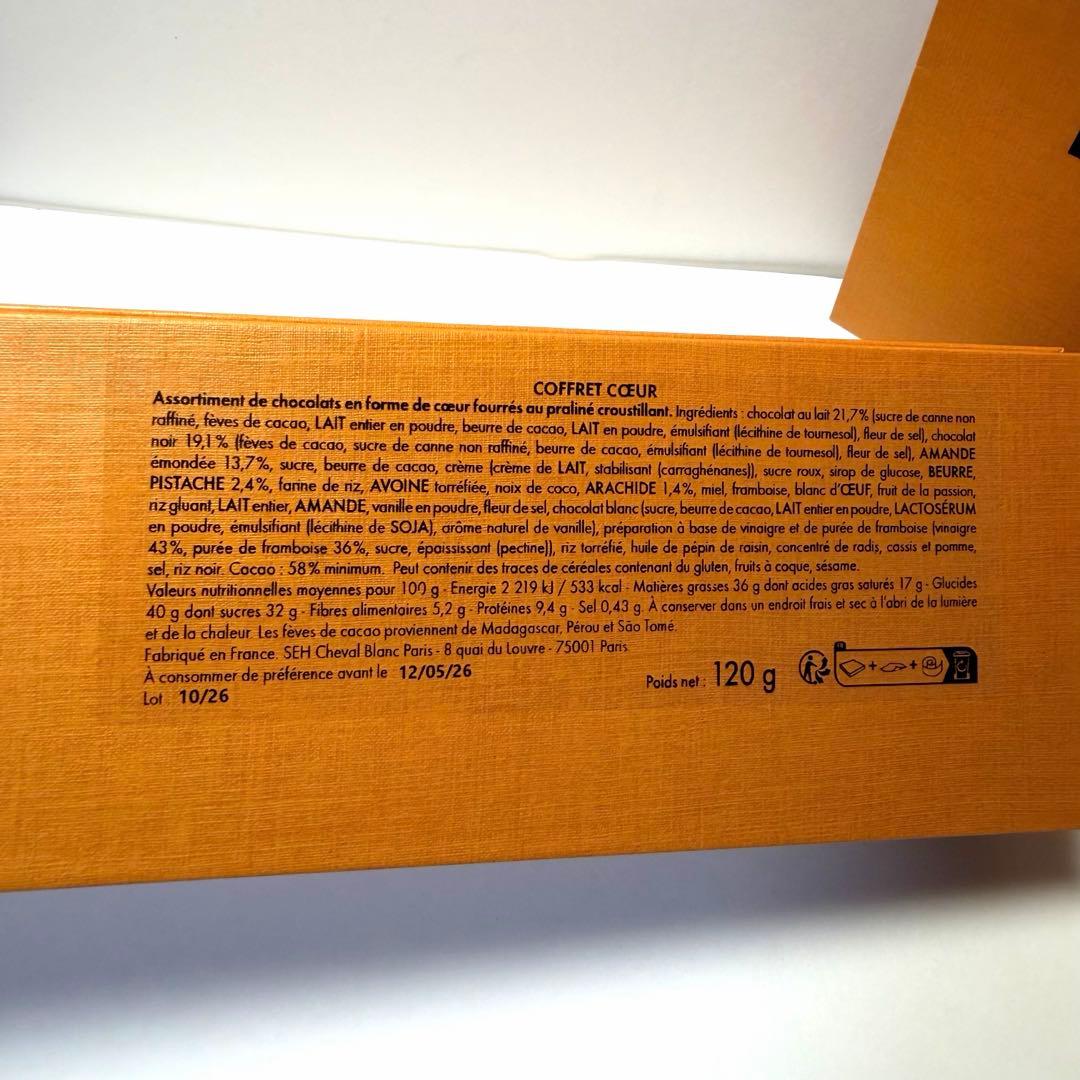 COFFRET CŒUR
Assortiment de chocolats en forme de cœur fourrés au praliné croustillant. Ingrédients : chocolat au lait 21,7% (sucre de canne non
raffiné, fèves de cacao, LAIT entier en poudre, beurre de cacao, LAIT en poudre, émulsifiant (lécithine de tournesol), fleur de sel), chocolat
noir 19,1% (fèves de cacao, sucre de canne non raffiné, beurre de cacao, émulsifiant (lécithine de tournesol), fleur de sel), AMANDE
émondée 13,7%, sucre, beurre de cacao, crème (crème de LAIT, stabilisant (carraghénanes)), sucre roux, sirop de glucose, BEURRE,
PISTACHE 2,4%, farine de riz, AVOINE torréfiée, noix de coco, ARACHIDE 1,4%, miel, framboise, blanc d'ŒUF, fruit de la passion,
riz gluant, LAIT entier, AMANDE, vanille en poudre, fleur de sel, chocolat blanc (sucre, beurre de cacao, LAIT entier en poudre, LACTOSÉRUM
en poudre, émulsifiant (lécithine de SOJA), arôme naturel de vanille), préparation à base de vinaigre et de purée de framboise (vinaigre
43%, purée de framboise 36%, sucre, épaississant (pectine)), riz torréfié, huile de pépin de raisin, concentré de radis, cassis et pomme,
sel, riz noir. Cacao : 58% minimum. Peut contenir des traces de céréales contenant du gluten, fruits à coque, sésame.
Valeurs nutritionnelles moyennes pour 100 g - Energie 2 219 kJ / 533 kcal - Matières grasses 36 g dont acides gras saturés 17 g - Glucides
40 g dont sucres 32 g - Fibres alimentaires 5,2 g - Protéines 9,4 g - Sel 0,43 g. À conserver dans un endroit frais et sec à l'abri de la lumière
et de la chaleur. Les fèves de cacao proviennent de Madagascar, Pérou et São Tomé.
Fabriqué en France. SEH Cheval Blanc Paris - 8 quai du Louvre - 75001 Paris
À consommer de préférence avant le 12/05/26
Poids net : 120 g
Lot 10/26